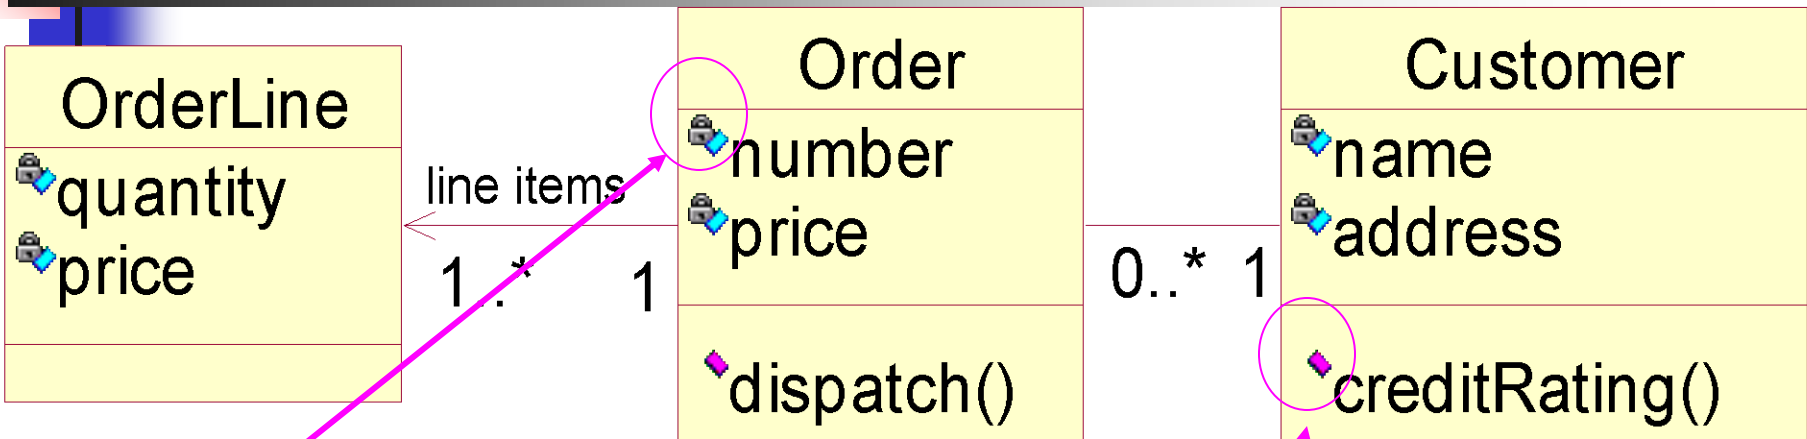 OrderLine
quantity
price
line items
1..*
1
Order
number
price
dispatch()
0..*
1
Customer
name
address
creditRating()